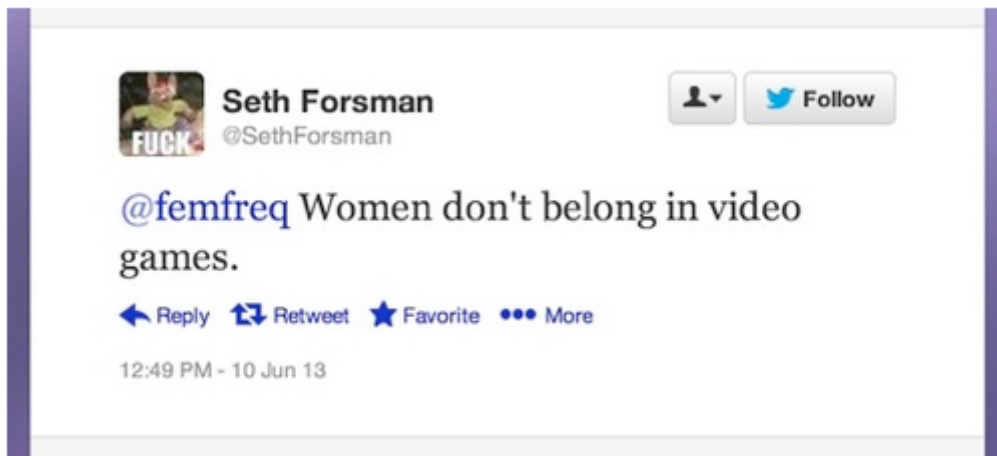 Seth Forsman
@SethForsman
FUCK
Follow
@femfreq Women don't belong in video
games.
Reply Retweet Favorite More
12:49 PM - 10 Jun 13